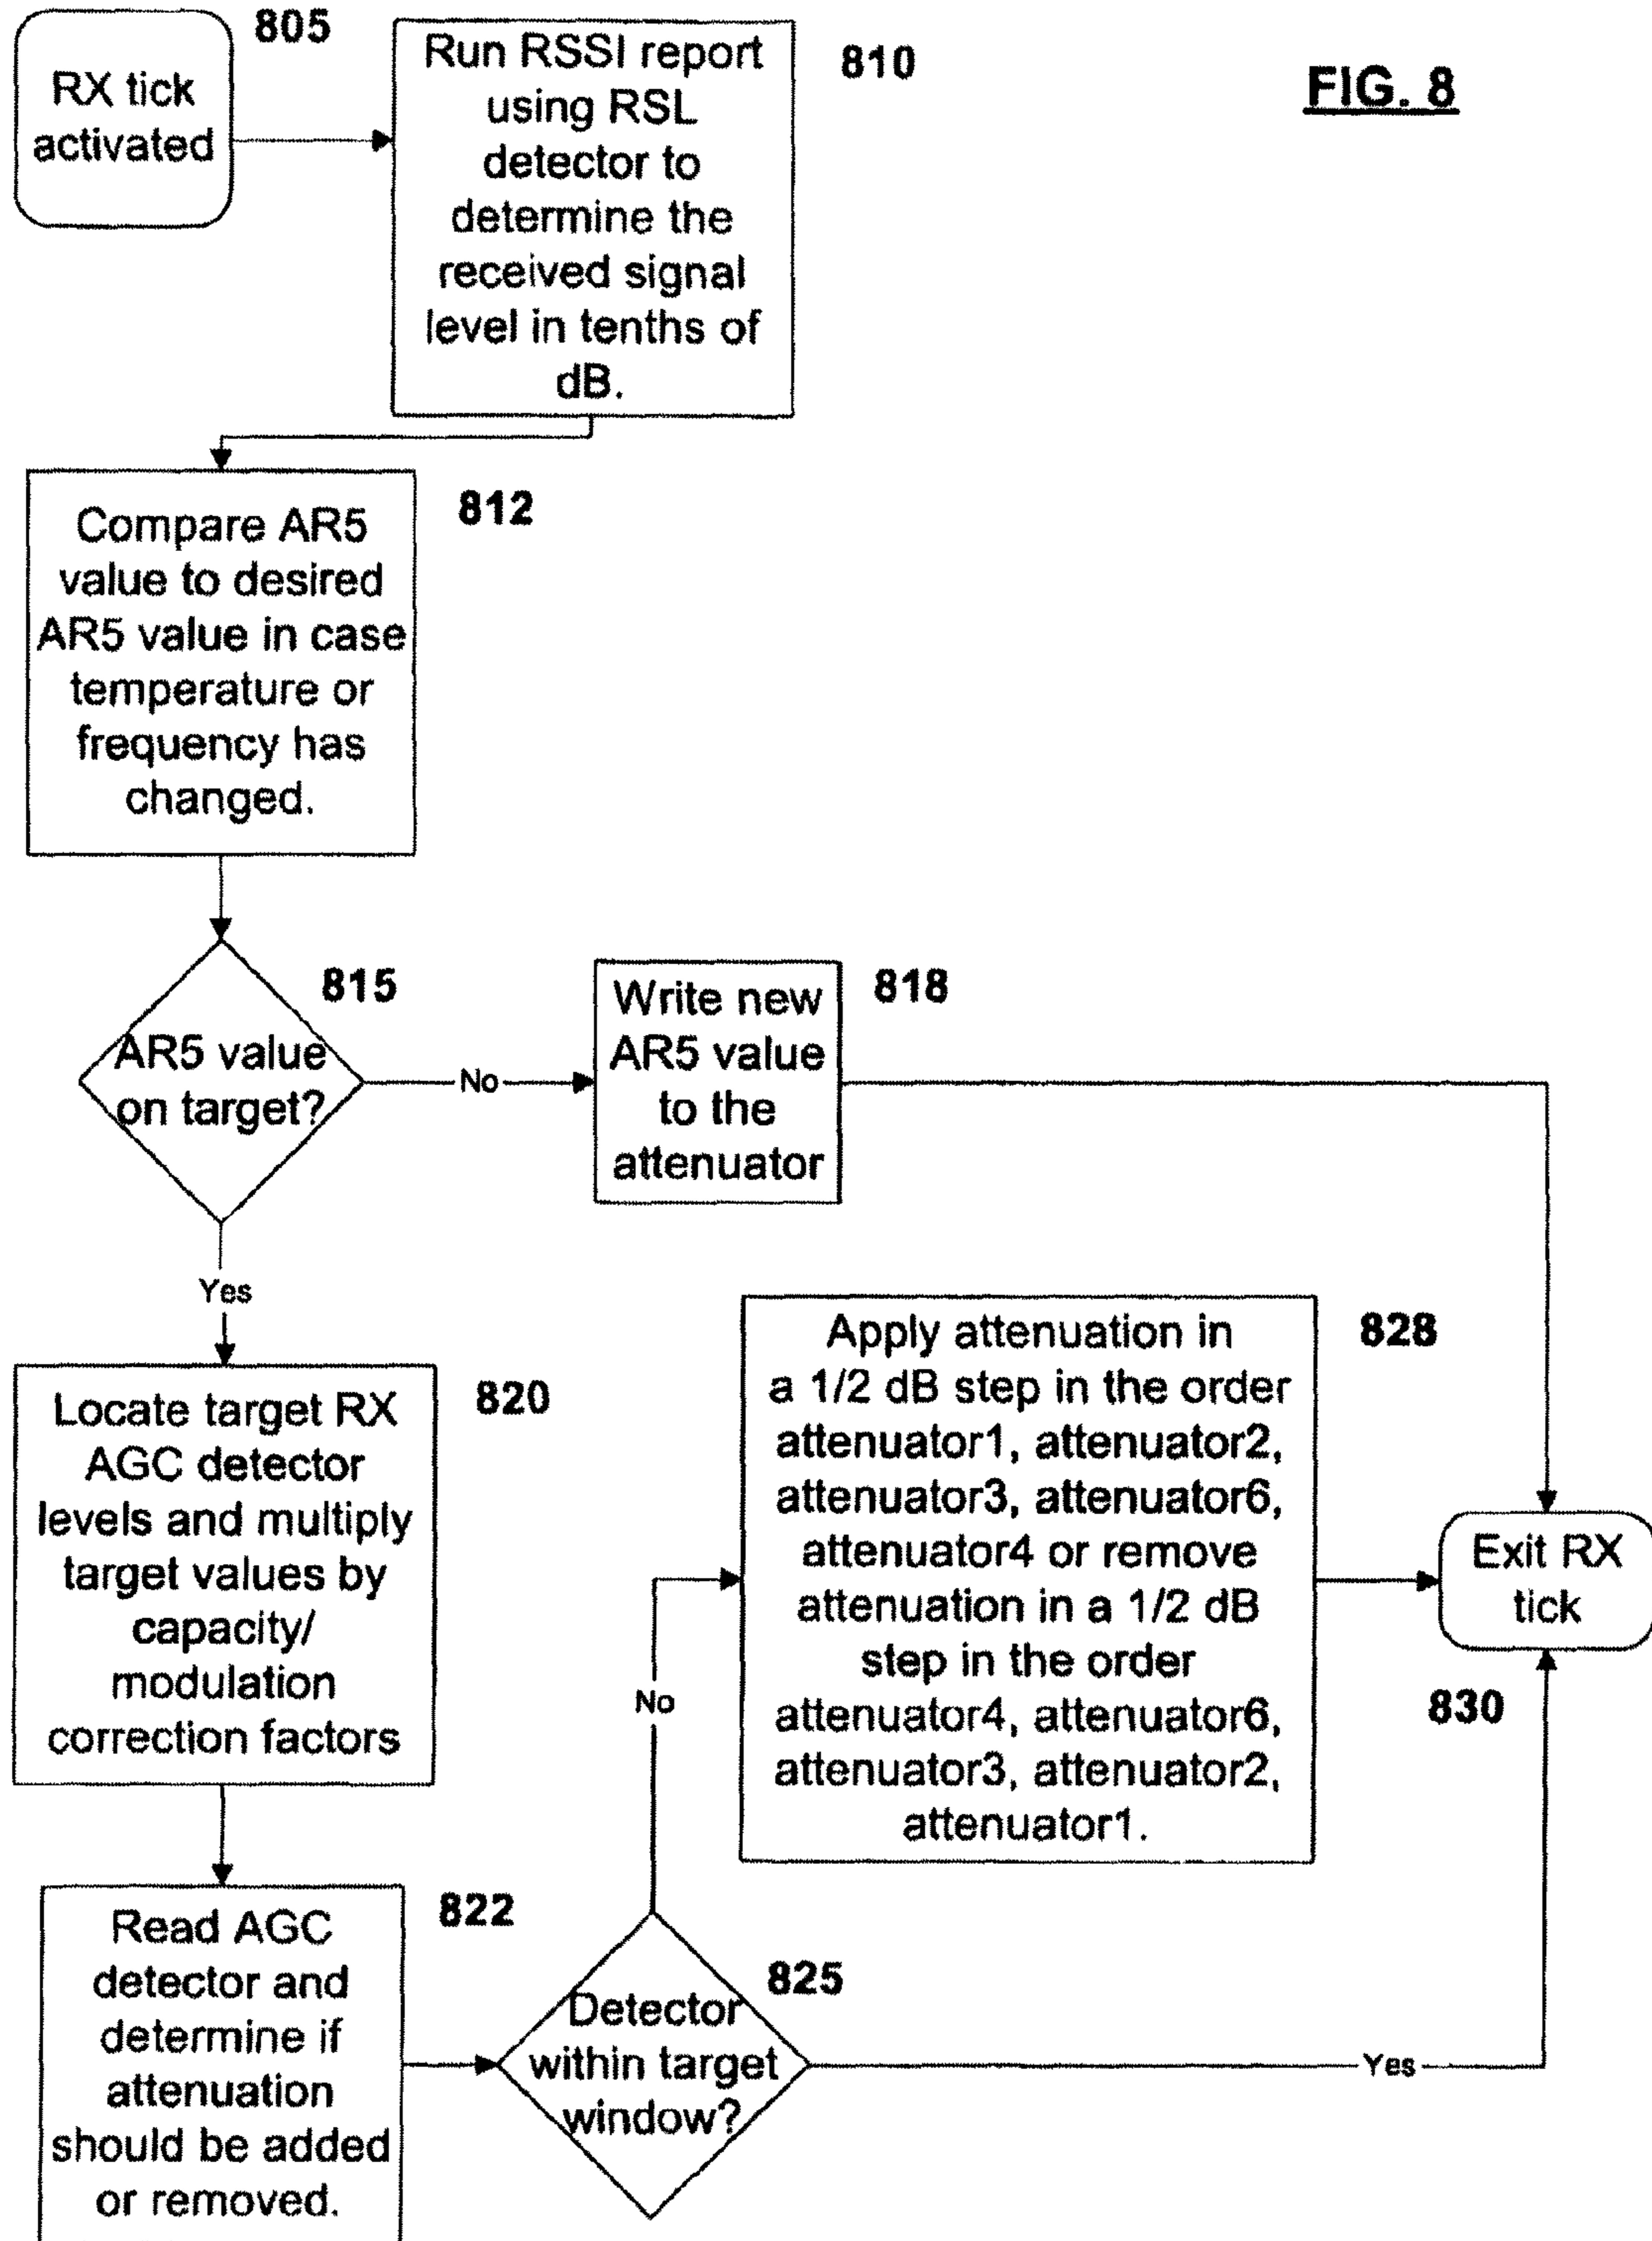 805
RX tick
activated
Run RSSI report
using RSL
detector to
determine the
received signal
level in tenths of
dB.
810
FIG. 8
Compare AR5
value to desired
AR5 value in case
temperature or
frequency has
changed.
812
815
AR5 value
on target?
No
Write new
AR5 value
to the
attenuator
818
Yes
Locate target RX
AGC detector
levels and multiply
target values by
capacity/
modulation
correction factors
820
Apply attenuation in
a 1/2 dB step in the order
attenuator1, attenuator2,
attenuator3, attenuator6,
attenuator4 or remove
attenuation in a 1/2 dB
step in the order
attenuator4, attenuator6,
attenuator3, attenuator2,
attenuator1.
828
Exit RX
tick
830
No
Read AGC
detector and
determine if
attenuation
should be added
or removed.
822
825
Detector
within target
window?
Yes